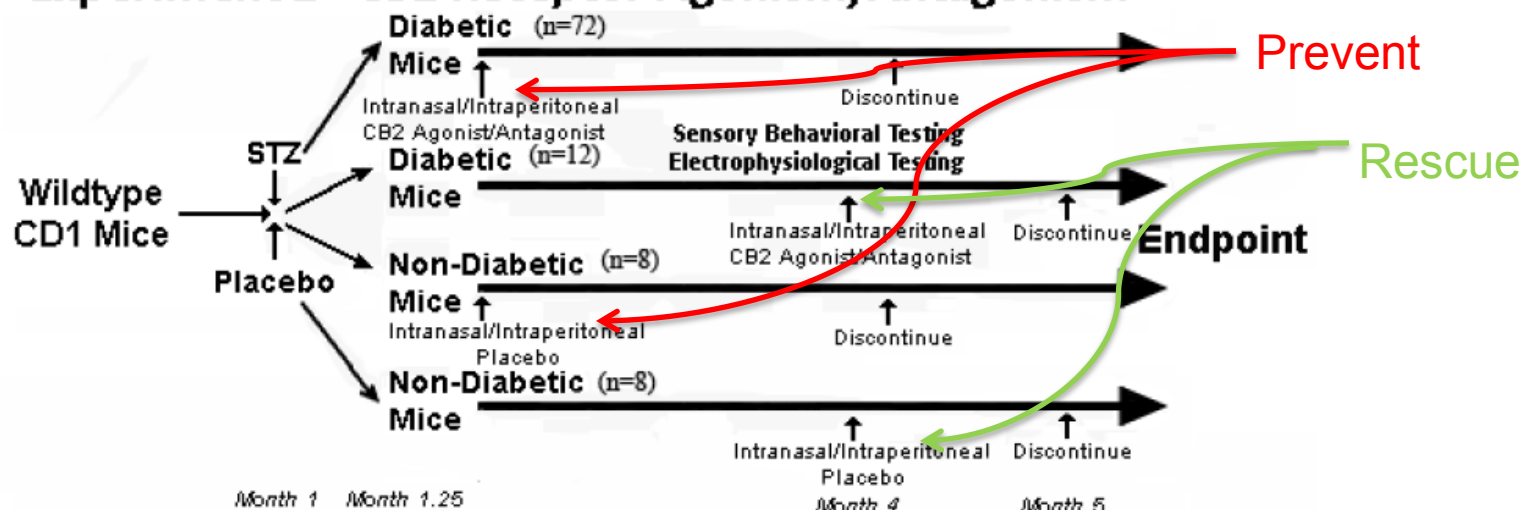 Diabetic (n=72)
Mice
Prevent
Intranasal/Intraperitoneal
CB2 Agonist/Antagonist
Discontinue
Sensory Behavioral Testing
Electrophysiological Testing
STZ
Diabetic (n=12)
Mice
Rescue
Wildtype
CD1 Mice
Intranasal/Intraperitoneal
CB2 Agonist/Antagonist
Discontinue
Endpoint
Placebo
Non-Diabetic (n=8)
Mice
Intranasal/Intraperitoneal
Placebo
Discontinue
Non-Diabetic (n=8)
Mice
Intranasal/Intraperitoneal
Placebo
Discontinue
Month 1 Month 1.25 Month 4 Month 5